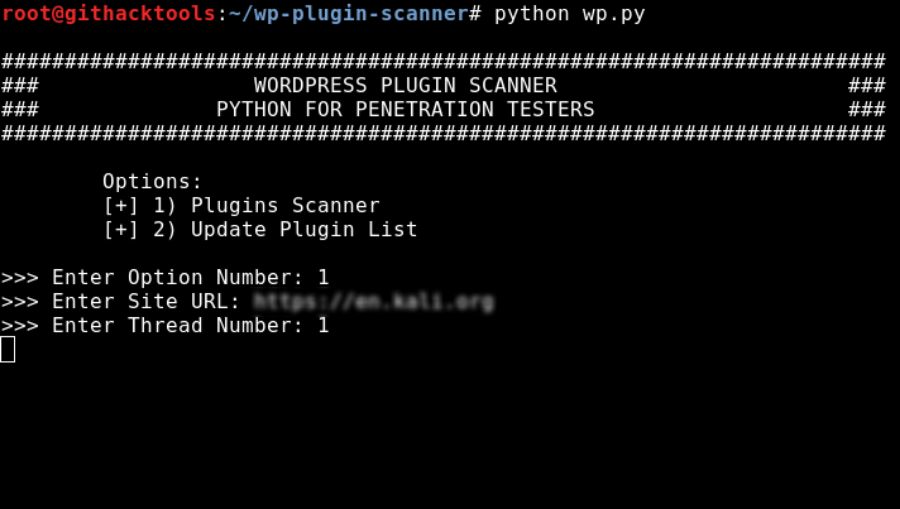 root@githacktools:~/wp-plugin-scanner# python wp.py
######################################################################
### WORDPRESS PLUGIN SCANNER ###
### PYTHON FOR PENETRATION TESTERS ###
######################################################################
Options:
[+] 1) Plugins Scanner
[+] 2) Update Plugin List
>>> Enter Option Number: 1
>>> Enter Site URL:
>>> Enter Thread Number: 1